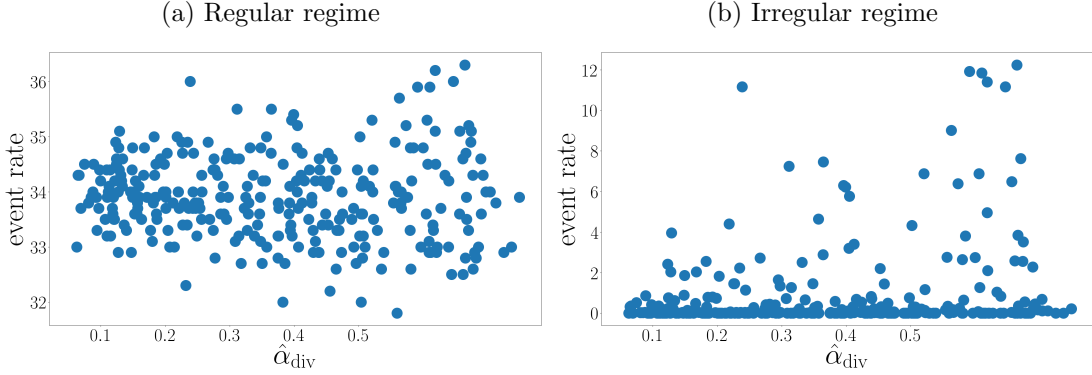 (a) Regular regime
event rate
36
35
34
33
32
0.1 0.2 0.3 0.4 0.5
α̂div
(b) Irregular regime
event rate
12
10
8
6
4
2
0
0.1 0.2 0.3 0.4 0.5
α̂div